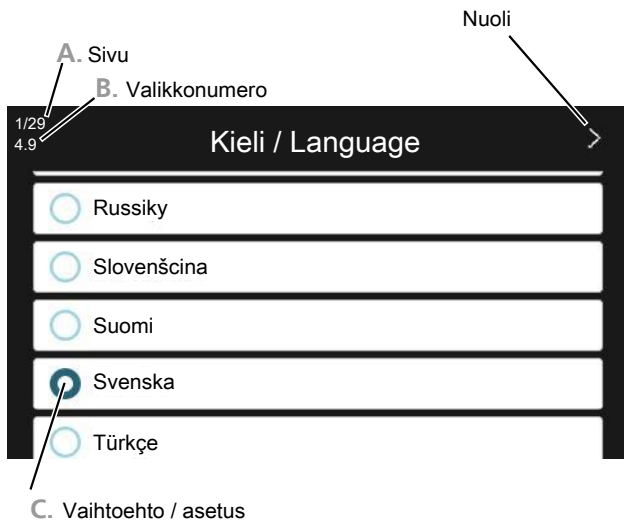 Nuoli
A. Sivu
B. Valikkonumero
1/29
4.9
Kieli / Language
Russiky
Slovenšcina
Suomi
Svenska
Türkçe
C. Vaihtoehto / asetus